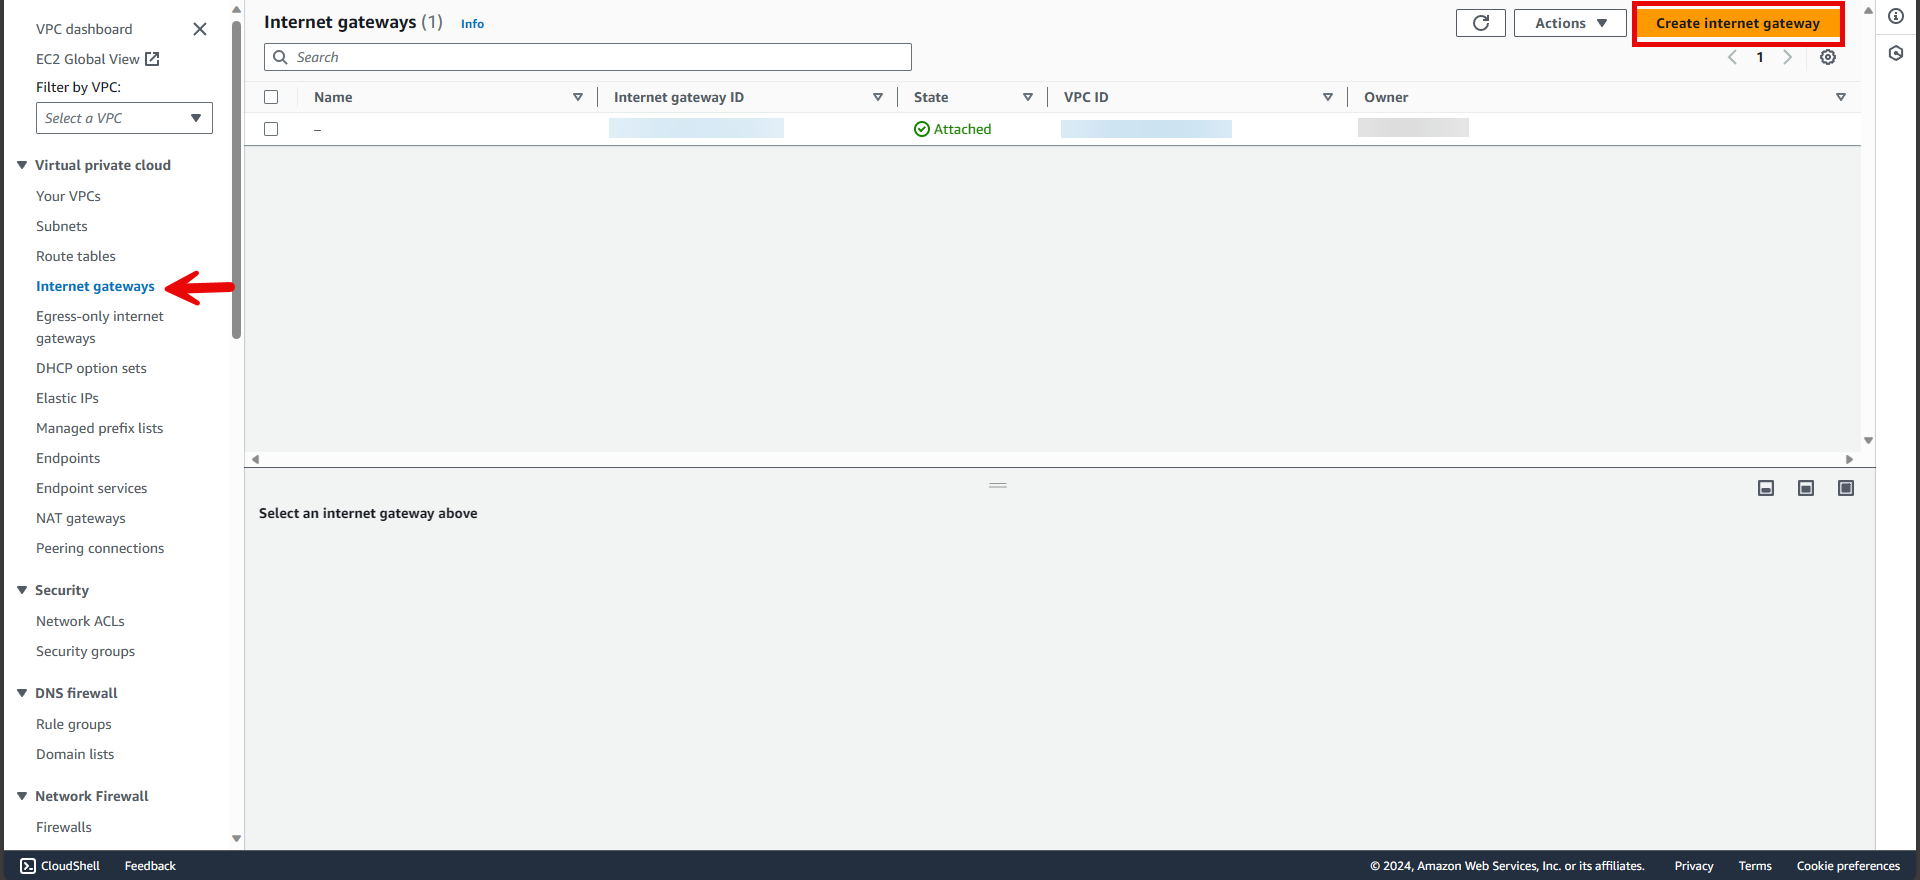 VPC dashboard
EC2 Global View
Filter by VPC:
Select a VPC
Virtual private cloud
Your VPCs
Subnets
Route tables
Internet gateways
Egress-only internet
gateways
DHCP option sets
Elastic IPs
Managed prefix lists
Endpoints
Endpoint services
NAT gateways
Peering connections
Security
Network ACLs
Security groups
DNS firewall
Rule groups
Domain lists
Network Firewall
Firewalls
Internet gateways (1) Info
Actions
Create internet gateway
Search
1
Name Internet gateway ID State VPC ID Owner
– Attached
Select an internet gateway above
CloudShell Feedback © 2024, Amazon Web Services, Inc. or its affiliates. Privacy Terms Cookie preferences